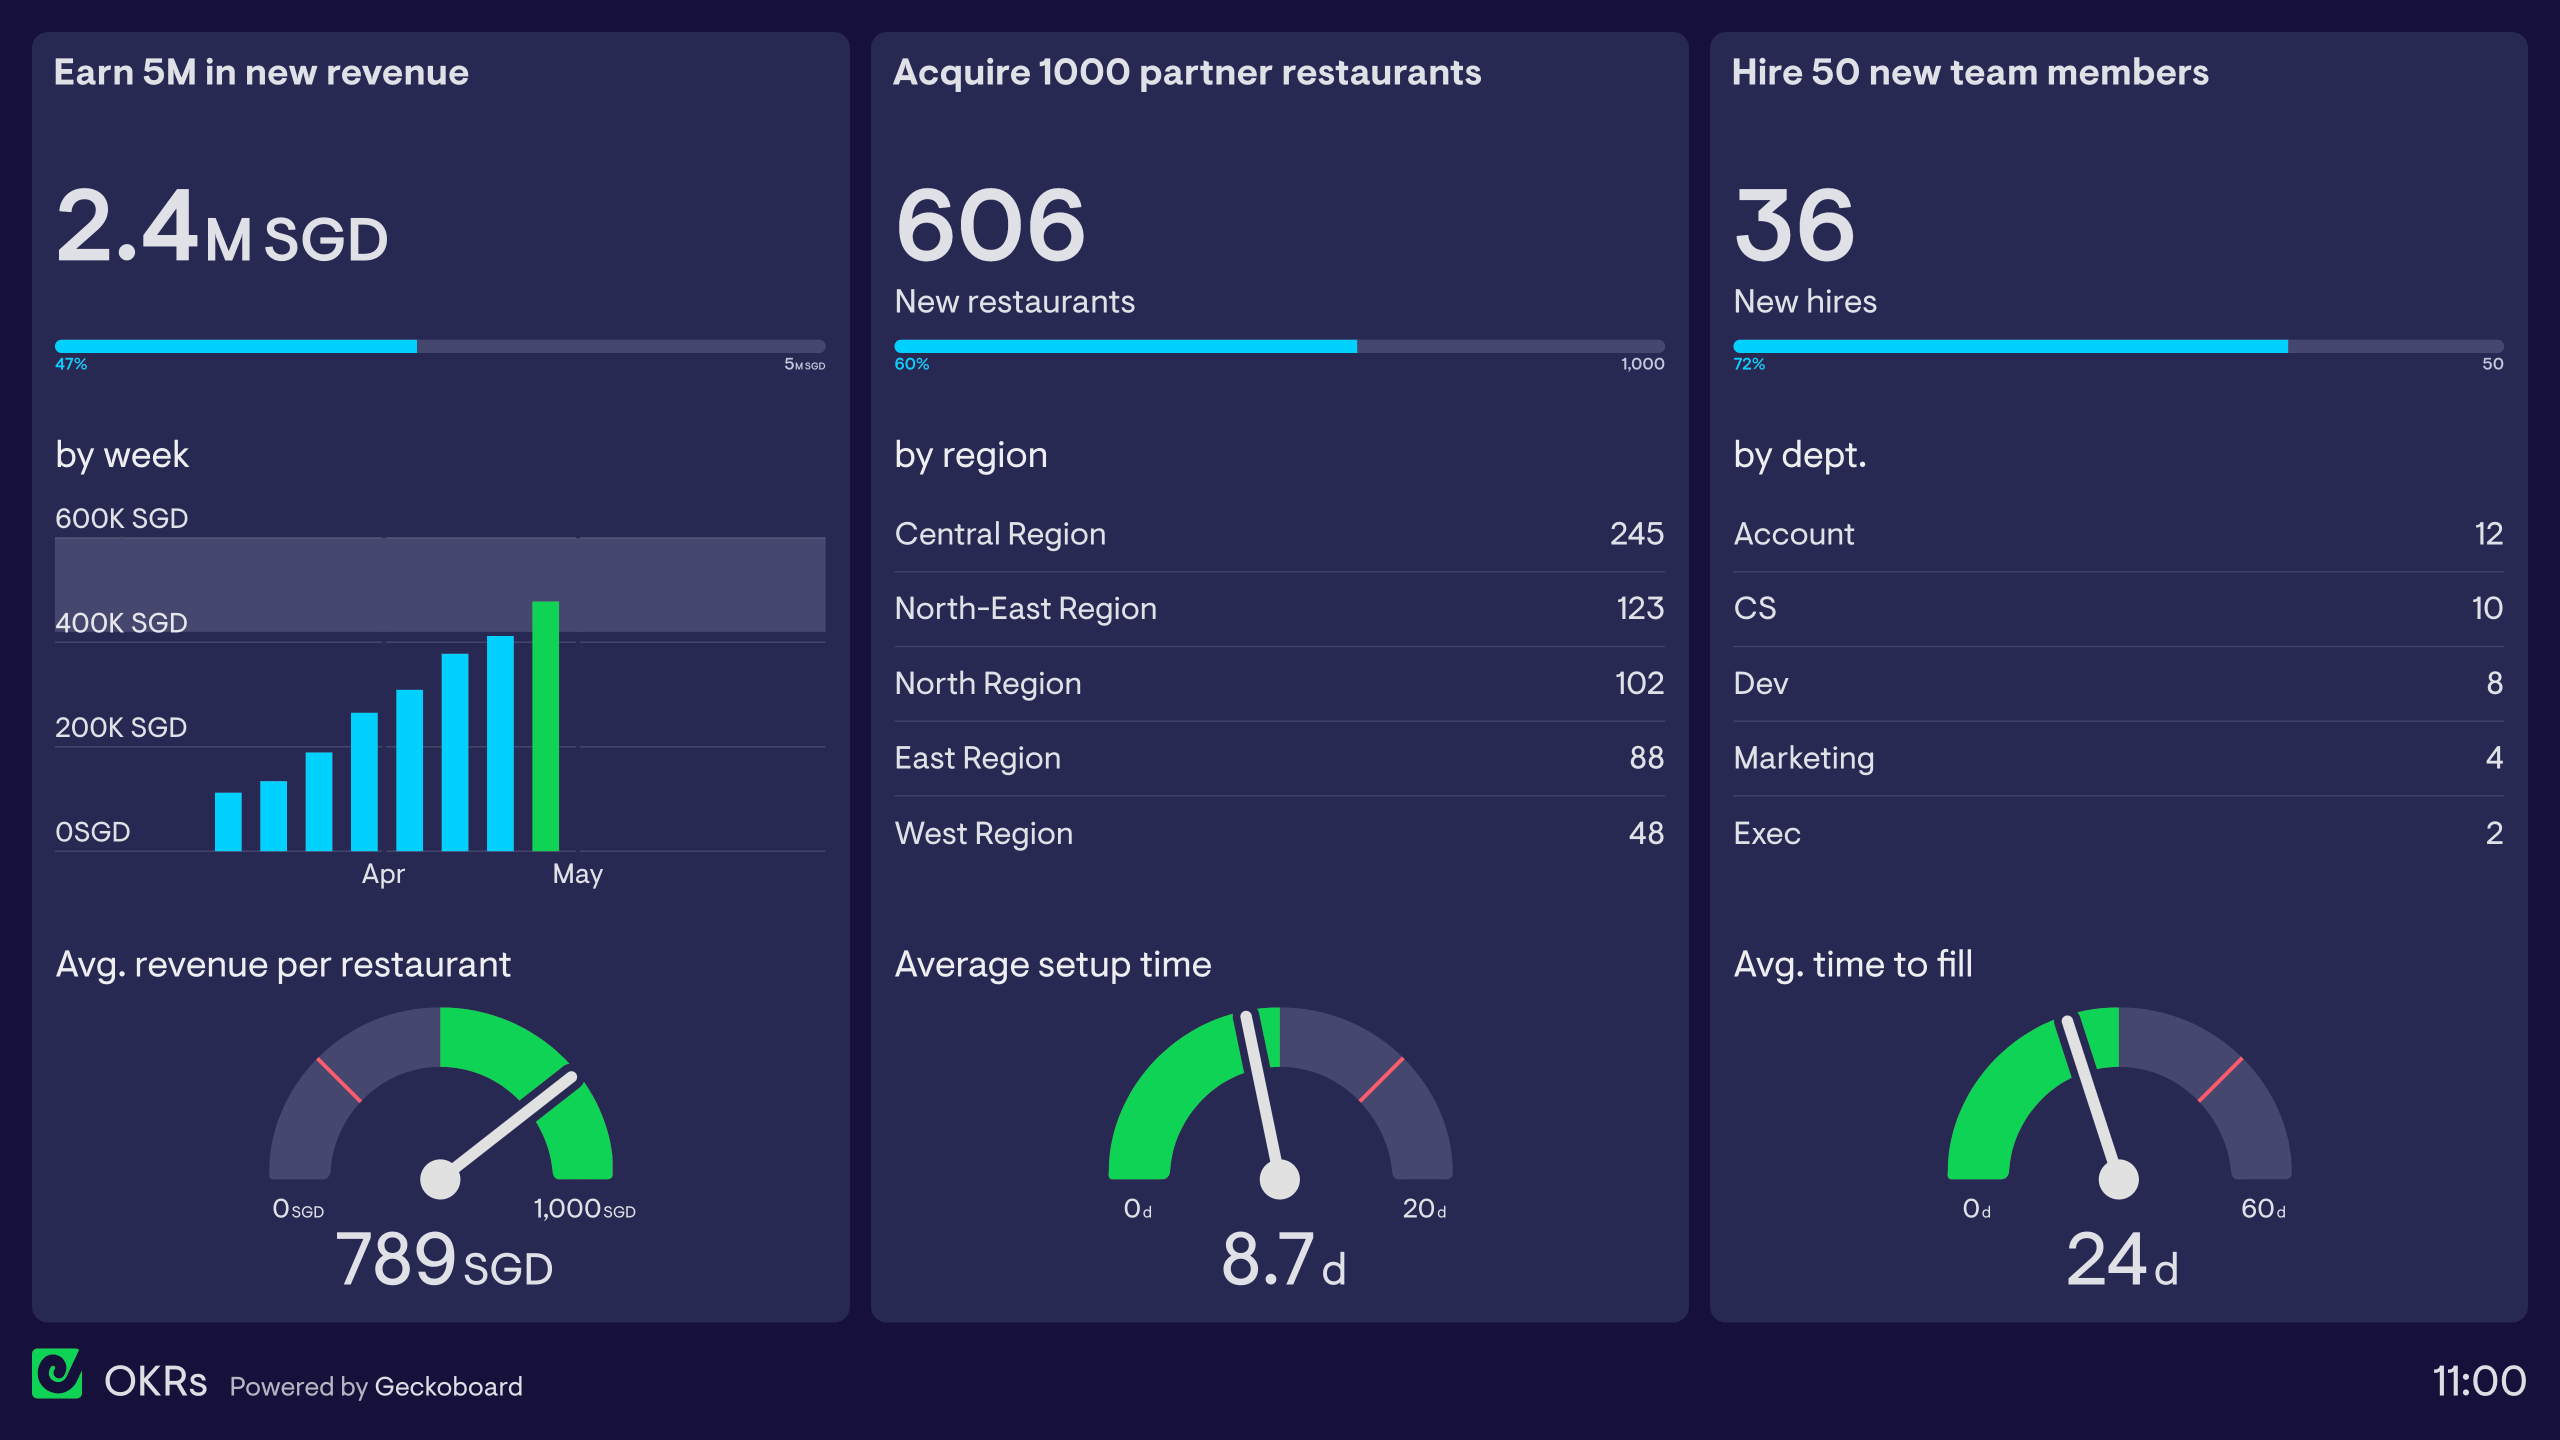 Earn 5M in new revenue
2.4M SGD
47%
5M SGD
by week
600K SGD
400K SGD
200K SGD
0SGD
Apr
May
Avg. revenue per restaurant
0SGD
1,000SGD
789SGD
Acquire 1000 partner restaurants
606
New restaurants
60%
1,000
by region
Central Region 245
North-East Region 123
North Region 102
East Region 88
West Region 48
Average setup time
0d
20d
8.7d
Hire 50 new team members
36
New hires
72%
50
by dept.
Account 12
CS 10
Dev 8
Marketing 4
Exec 2
Avg. time to fill
0d
60d
24d
OKRs Powered by Geckoboard
11:00